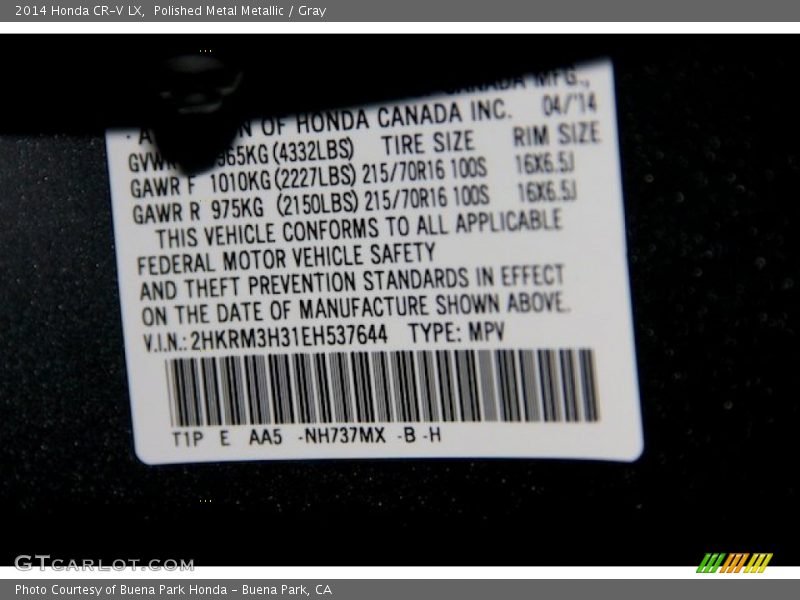 2014 Honda CR-V LX, Polished Metal Metallic / Gray
CANADA MFG.,
OF HONDA CANADA INC. 04/'14
965KG (4332LBS) TIRE SIZE RIM SIZE
GAWR F 1010KG (2227LBS) 215/70R16 100S 16X6.5J
GAWR R 975KG (2150LBS) 215/70R16 100S 16X6.5J
THIS VEHICLE CONFORMS TO ALL APPLICABLE
FEDERAL MOTOR VEHICLE SAFETY
AND THEFT PREVENTION STANDARDS IN EFFECT
ON THE DATE OF MANUFACTURE SHOWN ABOVE.
V.I.N.: 2HKRM3H31EH537644 TYPE: MPV
T1P E AA5 -NH737MX -B -H
GTCARLOT.COM
Photo Courtesy of Buena Park Honda - Buena Park, CA